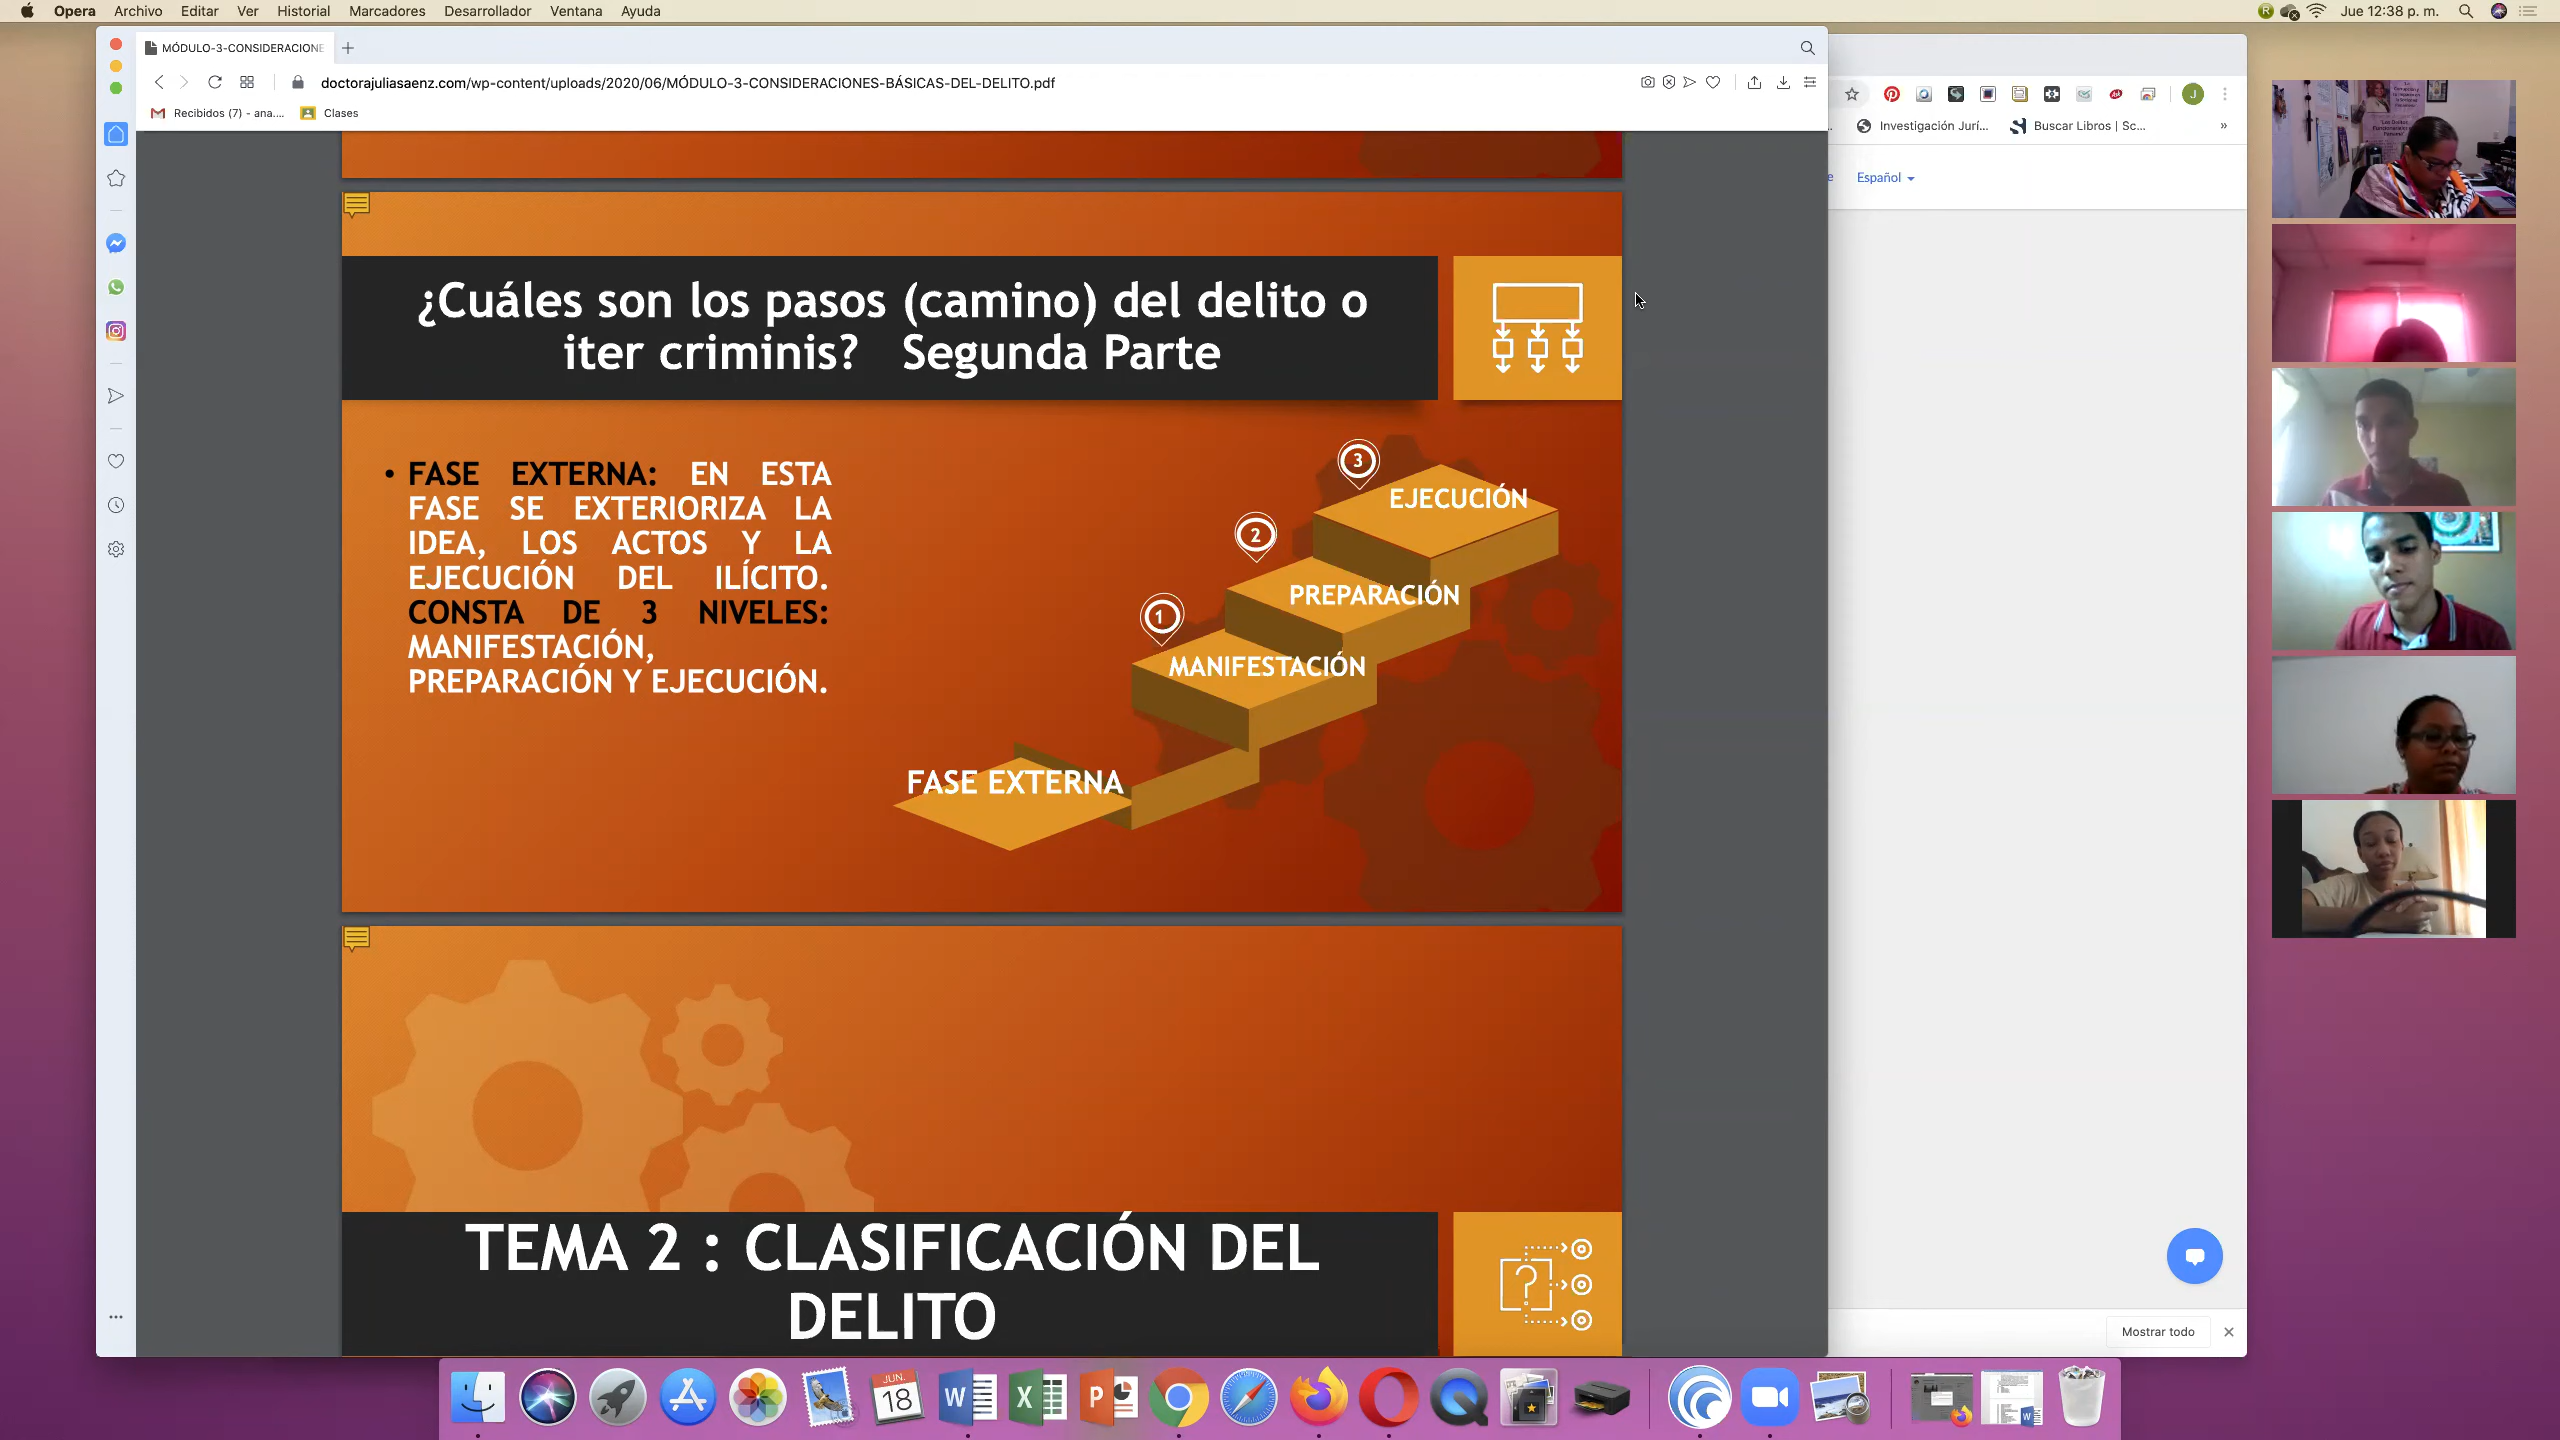 Opera Archivo Editar Ver Historial Marcadores Desarrollador Ventana Ayuda
Jue 12:38 p. m.
MÓDULO-3-CONSIDERACIONE
doctorajuliasaenz.com/wp-content/uploads/2020/06/MÓDULO-3-CONSIDERACIONES-BÁSICAS-DEL-DELITO.pdf
Recibidos (7) - ana.... Clases
Investigación Jurí... Buscar Libros | Sc... »
Español
¿Cuáles son los pasos (camino) del delito o
iter criminis? Segunda Parte
• FASE EXTERNA: EN ESTA
FASE SE EXTERIORIZA LA
IDEA, LOS ACTOS Y LA
EJECUCIÓN DEL ILÍCITO.
CONSTA DE 3 NIVELES:
MANIFESTACIÓN,
PREPARACIÓN Y EJECUCIÓN.
3
EJECUCIÓN
2
PREPARACIÓN
1
MANIFESTACIÓN
FASE EXTERNA
TEMA 2 : CLASIFICACIÓN DEL
DELITO
Mostrar todo
JUN.
18